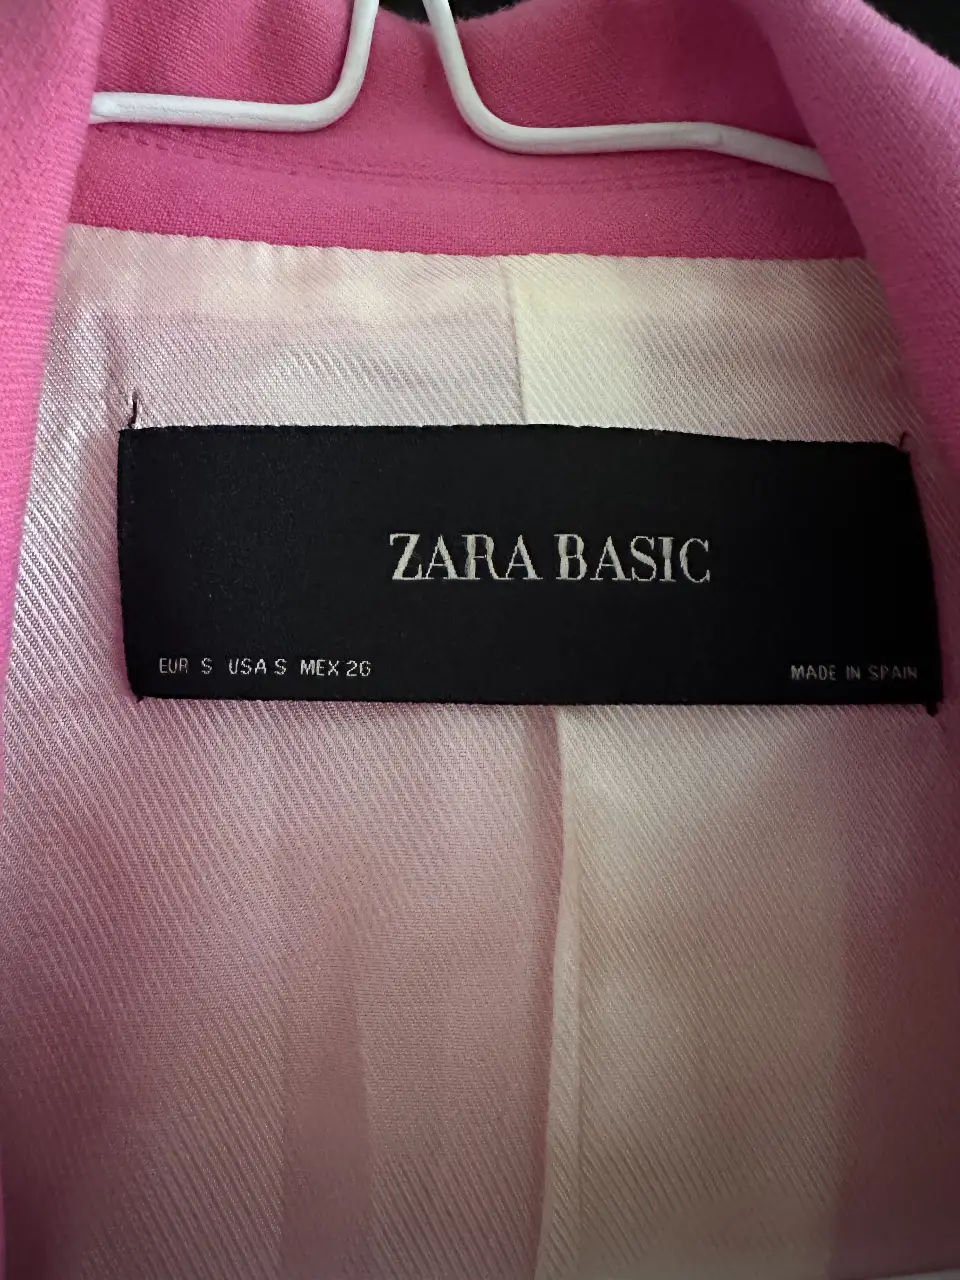 ZARA BASIC
EUR S USA S MEX 26
MADE IN SPAIN